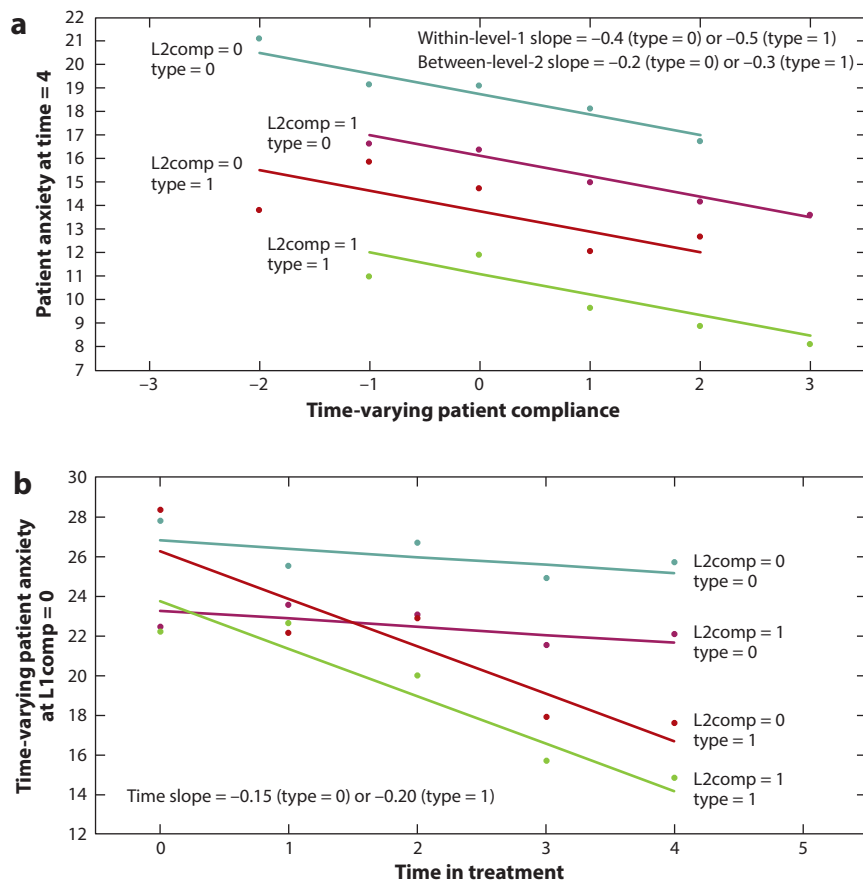 a
Patient anxiety at time = 4
22
21
20
19
18
17
16
15
14
13
12
11
10
9
8
7
L2comp = 0
type = 0
L2comp = 1
type = 0
L2comp = 0
type = 1
L2comp = 1
type = 1
Within-level-1 slope = –0.4 (type = 0) or –0.5 (type = 1)
Between-level-2 slope = –0.2 (type = 0) or –0.3 (type = 1)
–3 –2 –1 0 1 2 3
Time-varying patient compliance
b
Time-varying patient anxiety
at L1comp = 0
30
28
26
24
22
20
18
16
14
12
L2comp = 0
type = 0
L2comp = 1
type = 0
L2comp = 0
type = 1
L2comp = 1
type = 1
Time slope = –0.15 (type = 0) or –0.20 (type = 1)
0 1 2 3 4 5
Time in treatment